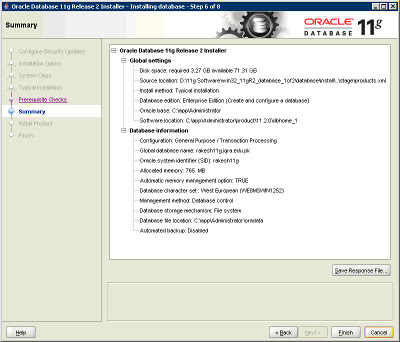 Oracle Database 11g Release 2 Installer - Installing database - Step 6 of 8
Summary
ORACLE
DATABASE 11g
Configure Security Updates
Installation Option
System Class
Typical Installation
Prerequisite Checks
Summary
Install Product
Finish
Oracle Database 11g Release 2 Installer
Global settings
Disk space: required 3.27 GB available 71.31 GB
Source location: D:\11g Software\win32_11gR2_database_1of2\database\install\..\stage\products.xml
Install method: Typical installation
Database edition: Enterprise Edition (Create and configure a database)
Oracle base: C:\app\Administrator
Software location: C:\app\Administrator\product\11.2.0\dbhome_1
Database information
Configuration: General Purpose / Transaction Processing
Global database name: rakesh11g.iqra.edu.pk
Oracle system identifier (SID): rakesh11g
Allocated memory: 765 MB
Automatic memory management option: TRUE
Database character set : West European (WE8MSWIN1252)
Management method: Database control
Database storage mechanism: File system
Database file location: C:\app\Administrator\oradata
Automated backup: Disabled
Save Response File...
Help
< Back
Next >
Finish
Cancel